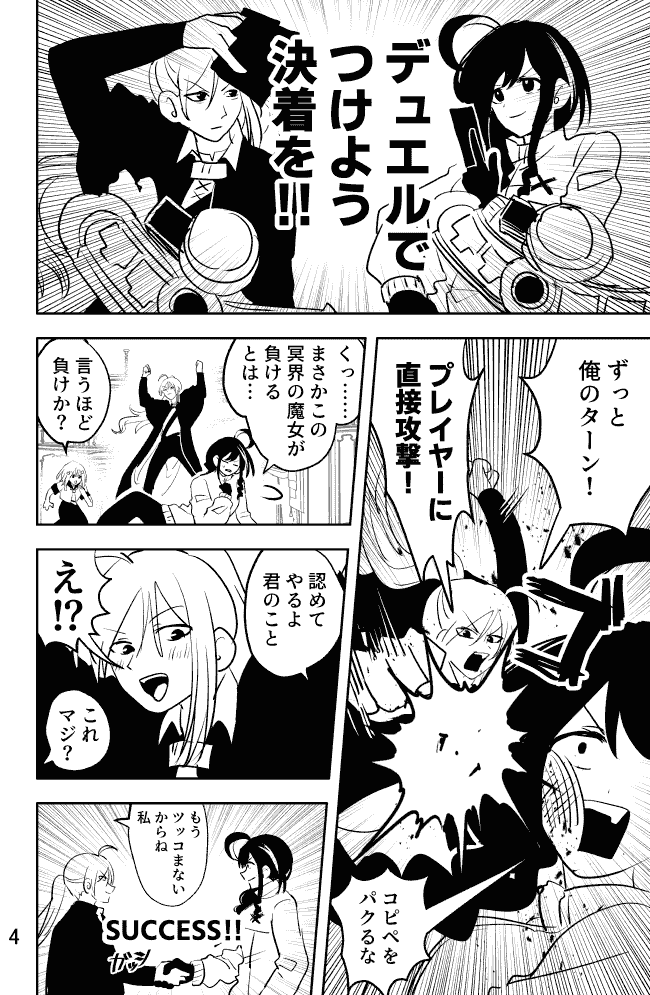 デュエルで
つけよう
決着を!!
ずっと
俺のターン!
プレイヤーに
直接攻撃!
コピペを
パクるな
くっ……
まさかこの
冥界の魔女が
負ける
とは…
言うほど
負けか?
認めて
やるよ
君のこと
え!?
これ
マジ?
もう
ツッコまない
からね
私
SUCCESS!!
ガッシ
4